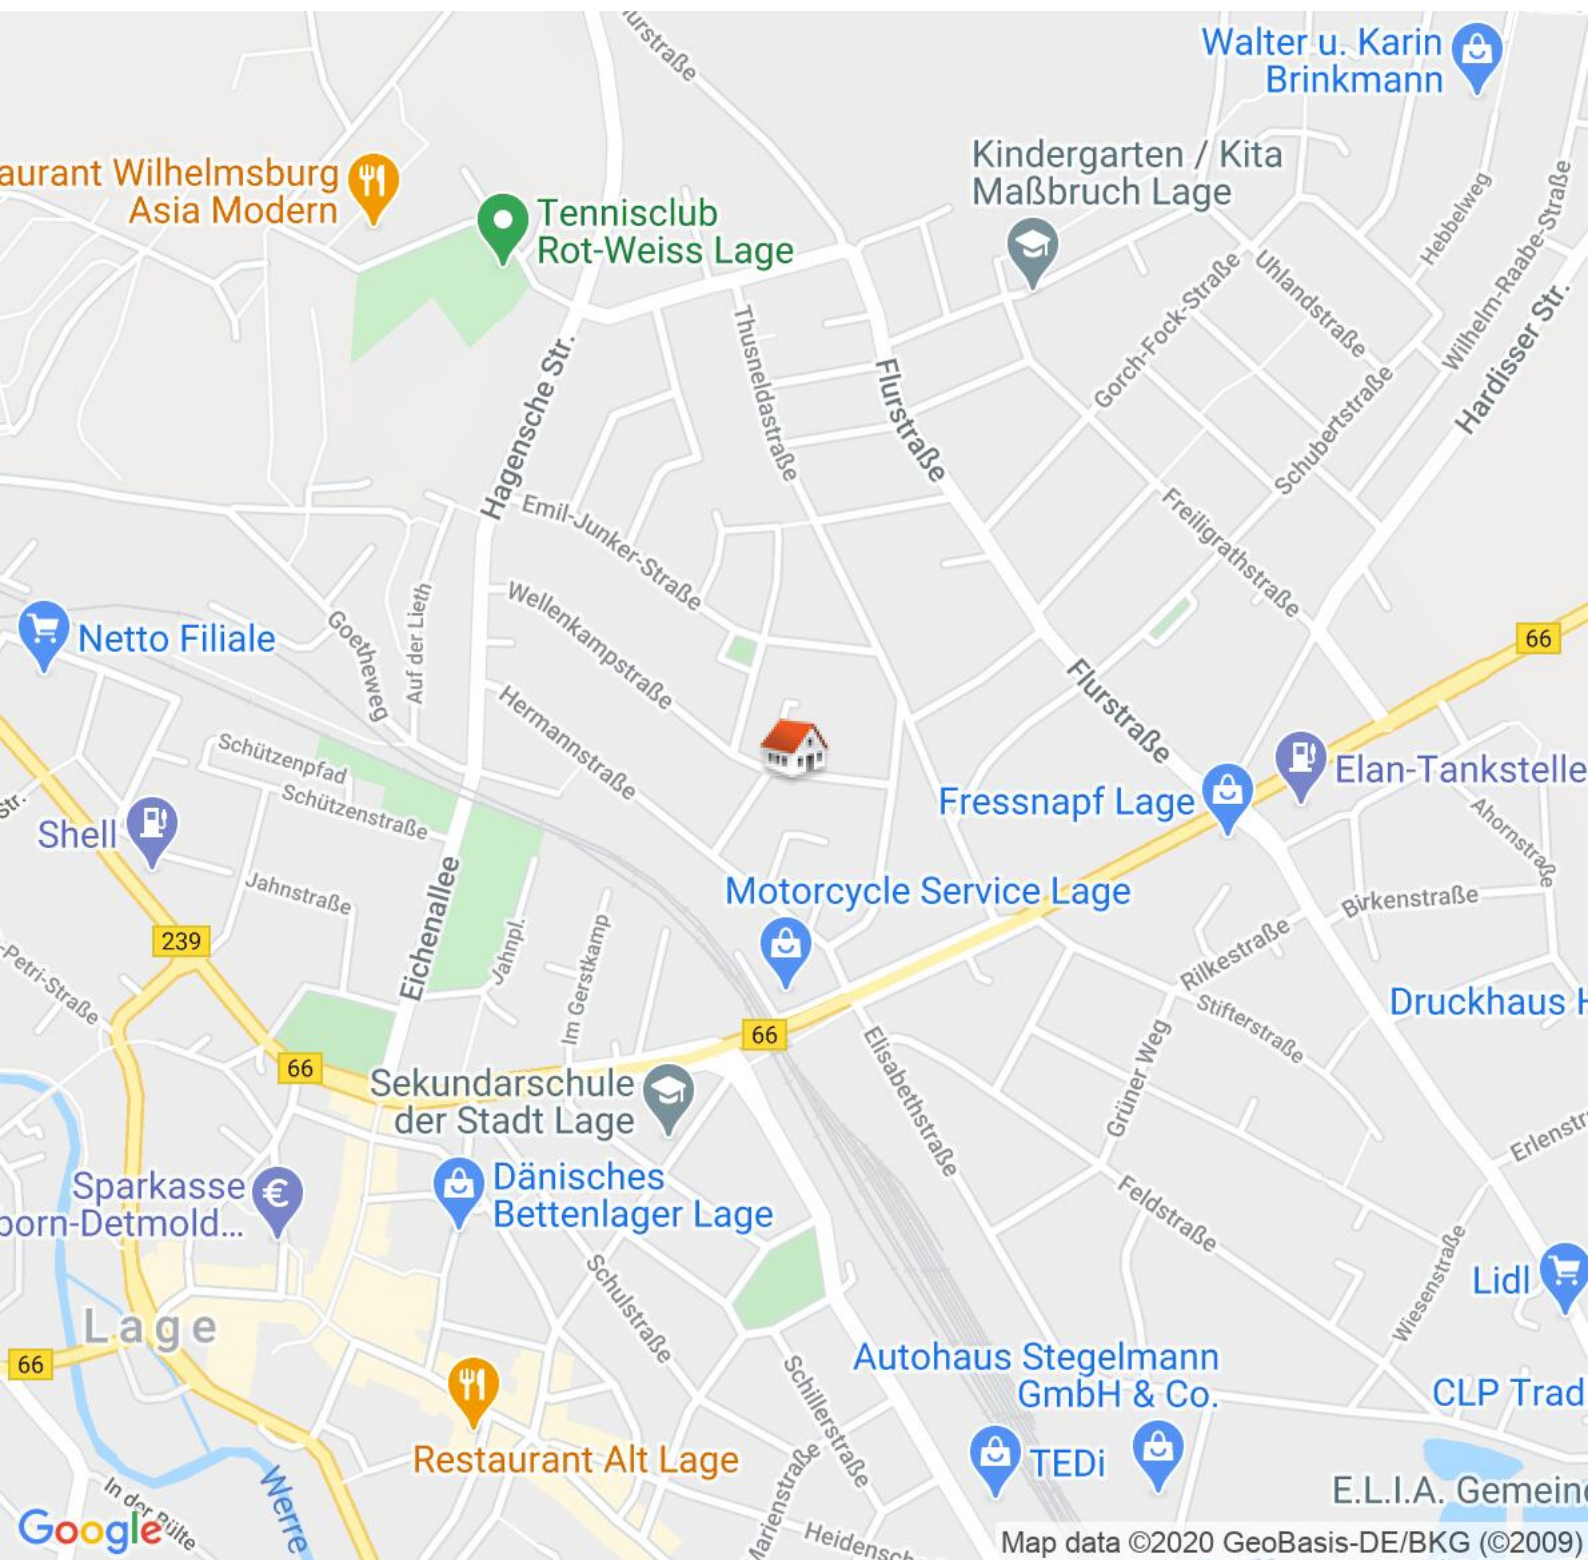 urstraße
Walter u. Karin
Brinkmann
aurant Wilhelmsburg
Asia Modern
Tennisclub
Rot-Weiss Lage
Kindergarten / Kita
Maßbruch Lage
Hebbelweg
Wilhelm-Raabe-Straße
Hardisser Str.
Gorch-Fock-Straße
Uhlandstraße
Schubertstraße
Thusneldastraße
Flurstraße
Hagensche Str.
Emil-Junker-Straße
Freiligrathstraße
Wellenkampstraße
Auf der Lieth
Goetheweg
Netto Filiale
66
Hermannstraße
Flurstraße
Schützenpfad
Schützenstraße
Str.
Shell
Fressnapf Lage
Elan-Tankstelle
Ahornstraße
Jahnstraße
Eichenallee
Motorcycle Service Lage
Birkenstraße
239
-Petri-Straße
Jahnpl.
Im Gerstkamp
Rilkestraße
Stifterstraße
Druckhaus H
66
66
Elisabethstraße
Grüner Weg
Sekundarschule
der Stadt Lage
Erlenstr
Sparkasse
born-Detmold...
Dänisches
Bettenlager Lage
Feldstraße
Wiesenstraße
Lidl
Schulstraße
Lage
66
Autohaus Stegelmann
GmbH & Co.
Schillerstraße
CLP Trad
Restaurant Alt Lage
TEDi
Marienstraße
E.L.I.A. Gemeind
In der Bülte
Werre
Heidensch
Google
Map data ©2020 GeoBasis-DE/BKG (©2009)